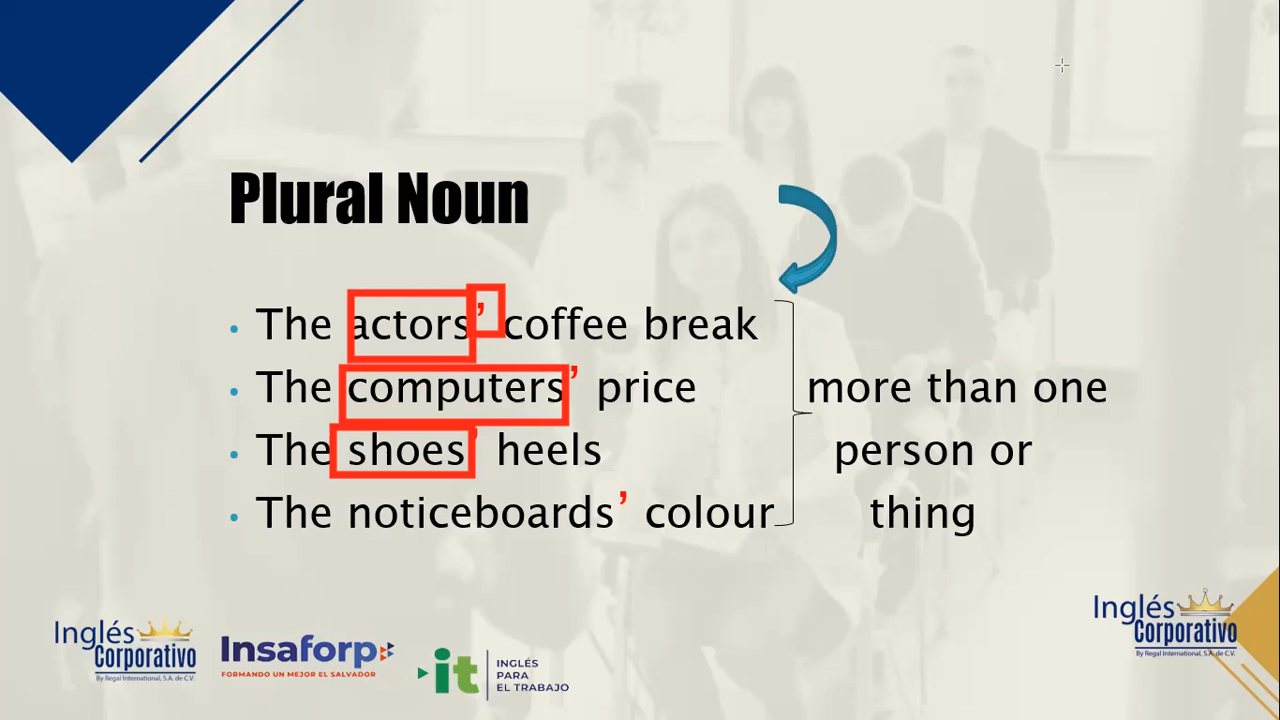 Plural Noun
• The actors’ coffee break
• The computers’ price
• The shoes’ heels
• The noticeboards’ colour
more than one
person or
thing
Inglés
Corporativo
By Regal International, S.A. de C.V.
Insaforp
FORMANDO UN MEJOR EL SALVADOR
it
INGLÉS
PARA
EL TRABAJO
Inglés
Corporativo
By Regal International, S.A. de C.V.